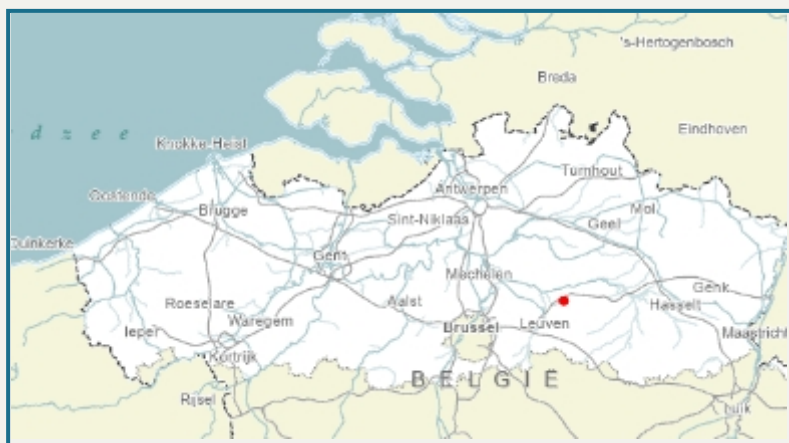 's-Hertogenbosch
Breda
d z e e
Eindhoven
Knokke-Heist
Turnhout
Antwerpen
Oostende
Mol
Brugge
Sint-Niklaas
Geel
Duinkerke
Gent
Mechelen
Genk
Roeselare
Aalst
Hasselt
Waregem
Ieper
Brussel
Leuven
Maastricht
Kortrijk
BELGIË
Rijsel
Luik